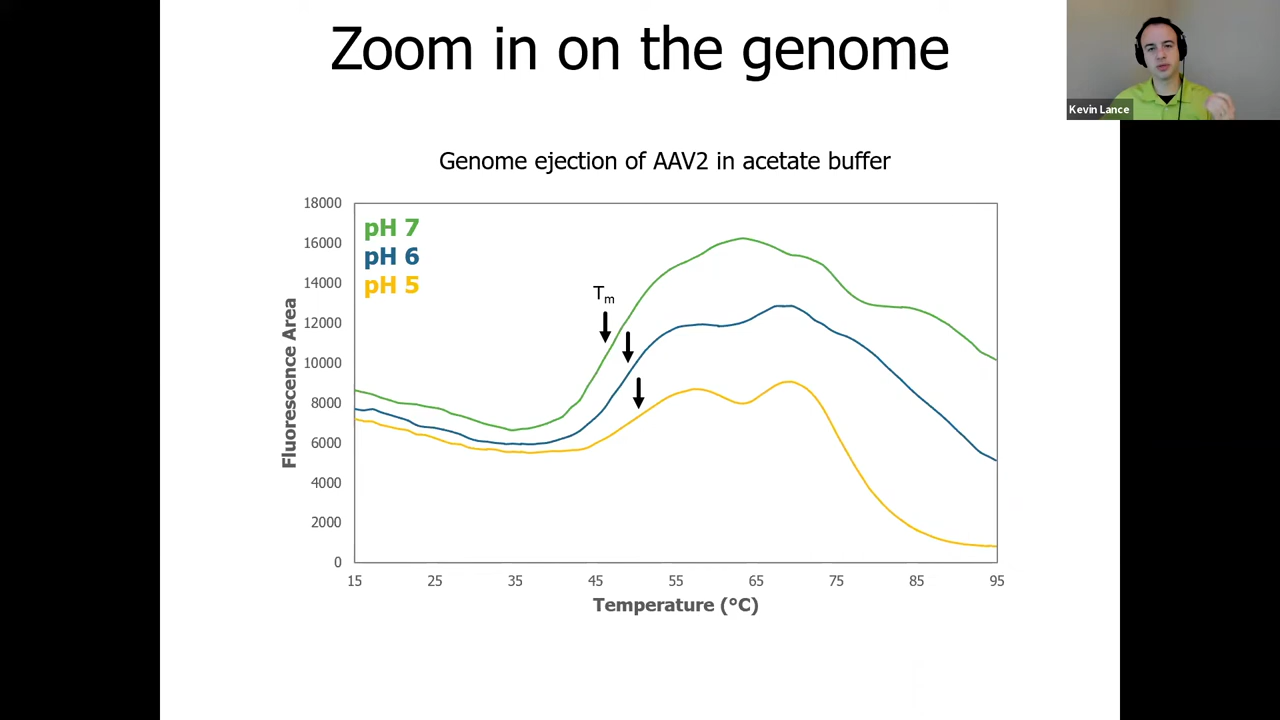 Zoom in on the genome
Kevin Lance
Genome ejection of AAV2 in acetate buffer
18000
16000
14000
12000
10000
8000
6000
4000
2000
0
pH 7
pH 6
pH 5
Tm
Fluorescence Area
15 25 35 45 55 65 75 85 95
Temperature (°C)